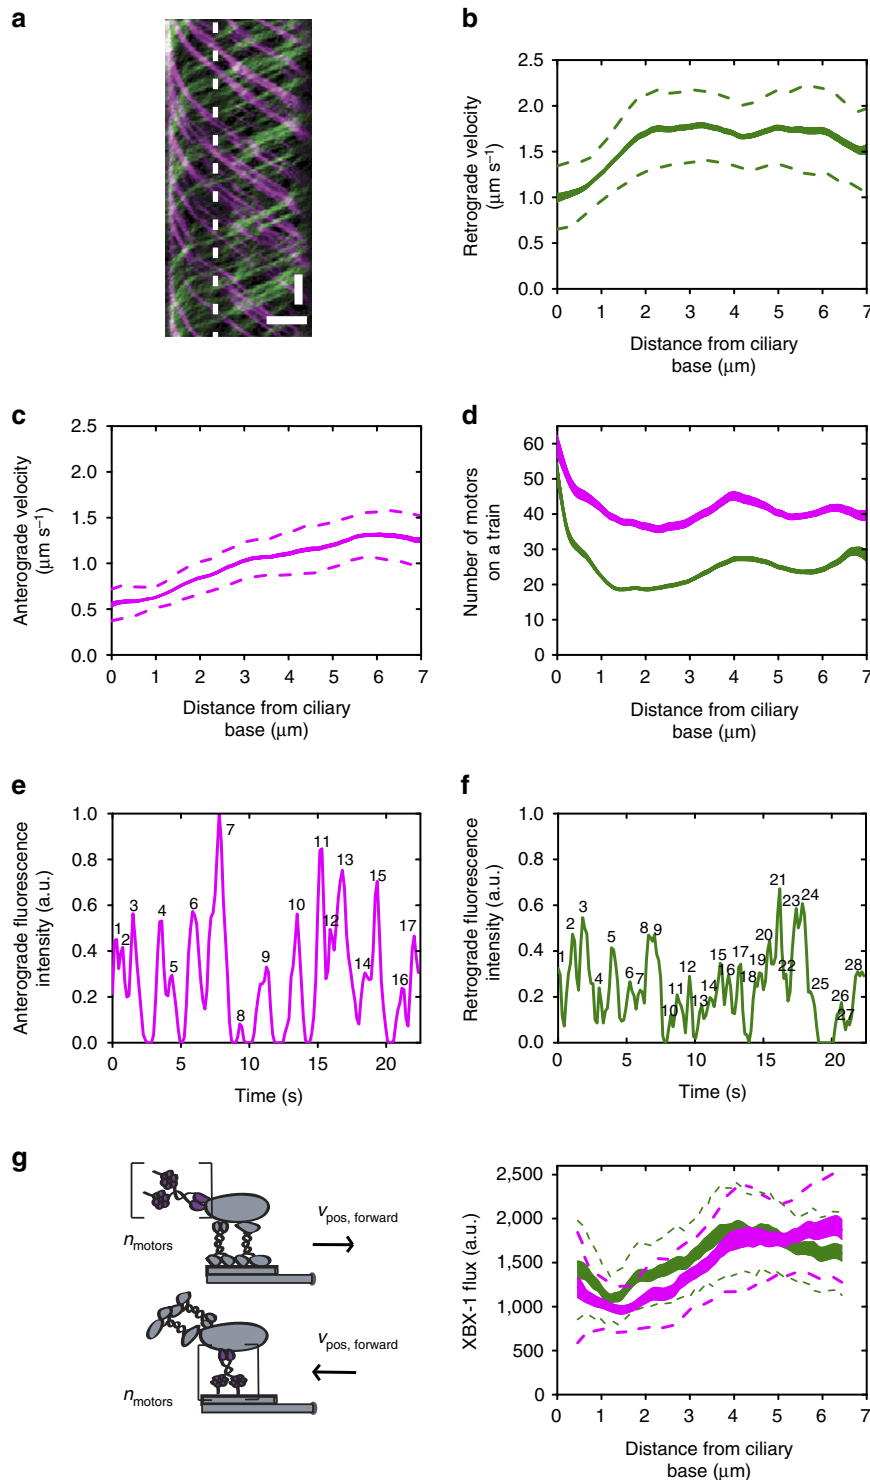 a
b
2.5
2.0
1.5
1.0
0.5
0.0
Retrograde velocity
(μm s⁻¹)
0 1 2 3 4 5 6 7
Distance from ciliary
base (μm)
c
2.5
2.0
1.5
1.0
0.5
0.0
Anterograde velocity
(μm s⁻¹)
0 1 2 3 4 5 6 7
Distance from ciliary
base (μm)
d
60
50
40
30
20
10
0
Number of motors
on a train
0 1 2 3 4 5 6 7
Distance from ciliary
base (μm)
e
1.0
0.8
0.6
0.4
0.2
0.0
Anterograde fluorescence
intensity (a.u.)
1 2 3 4 5 6 7 8 9 10 11 12 13 14 15 16 17
0 5 10 15 20
Time (s)
f
1.0
0.8
0.6
0.4
0.2
0.0
Retrograde fluorescence
intensity (a.u.)
1 2 3 4 5 6 7 8 9 10 11 12 13 14 15 16 17 18 19 20 21 22 23 24 25 26 27 28
0 5 10 15 20
Time (s)
g
n motors
v pos, forward
n motors
v pos, forward
2,500
2,000
1,500
1,000
500
0
XBX-1 flux (a.u.)
0 1 2 3 4 5 6 7
Distance from ciliary
base (μm)